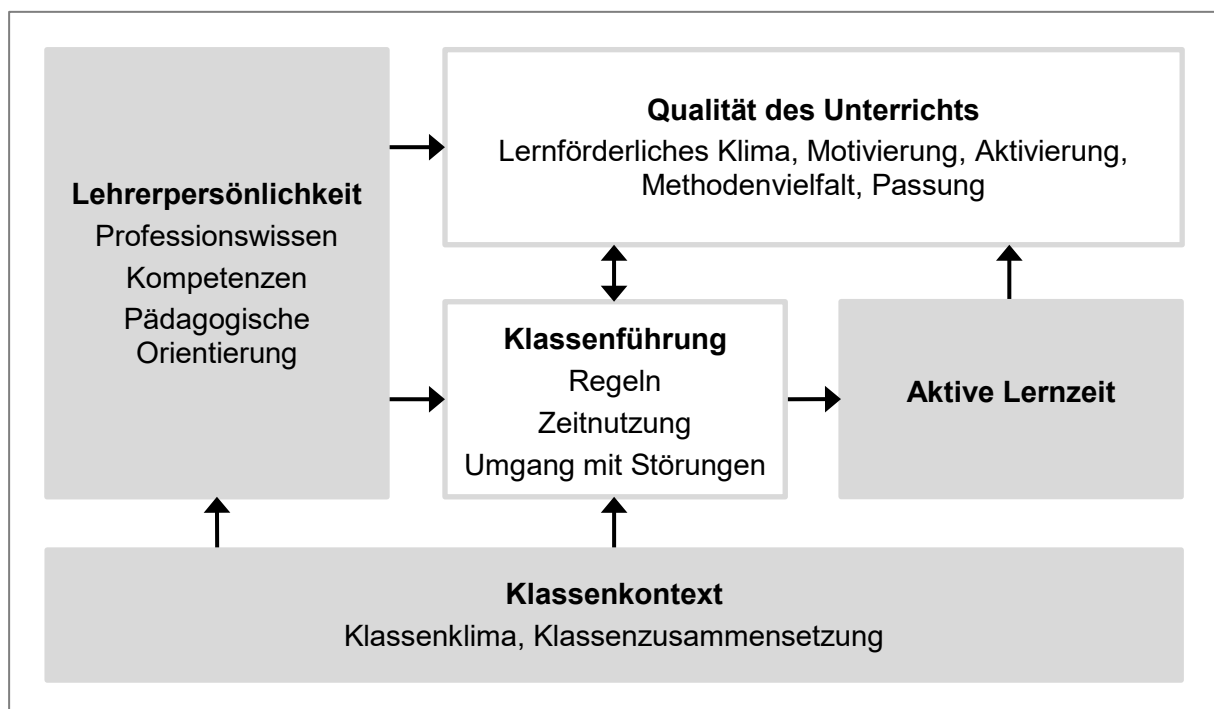 Lehrerpersönlichkeit
Professionswissen
Kompetenzen
Pädagogische
Orientierung
Qualität des Unterrichts
Lernförderliches Klima, Motivierung, Aktivierung,
Methodenvielfalt, Passung
Klassenführung
Regeln
Zeitnutzung
Umgang mit Störungen
Aktive Lernzeit
Klassenkontext
Klassenklima, Klassenzusammensetzung